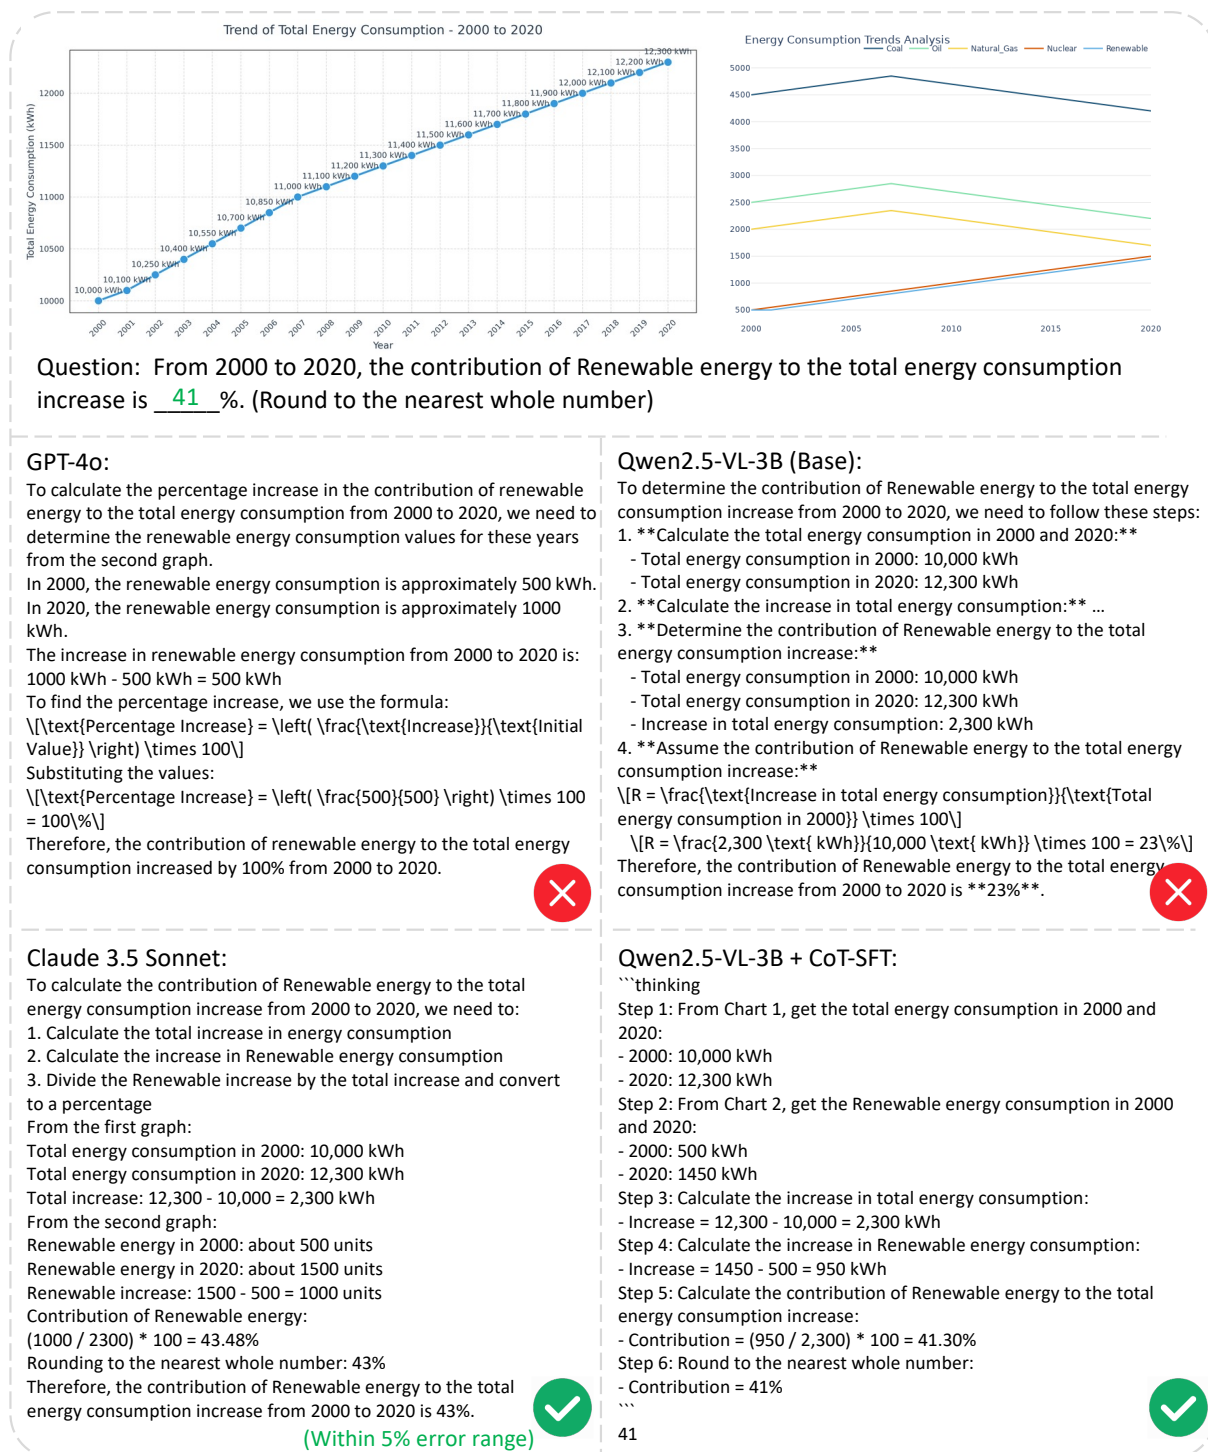 Trend of Total Energy Consumption - 2000 to 2020
Total Energy Consumption (kWh)
12000
11500
11000
10500
10000
10,000 kWh
10,100 kWh
10,250 kWh
10,400 kWh
10,550 kWh
10,700 kWh
10,850 kWh
11,000 kWh
11,100 kWh
11,200 kWh
11,300 kWh
11,400 kWh
11,500 kWh
11,600 kWh
11,700 kWh
11,800 kWh
11,900 kWh
12,000 kWh
12,100 kWh
12,200 kWh
12,300 kWh
2000 2001 2002 2003 2004 2005 2006 2007 2008 2009 2010 2011 2012 2013 2014 2015 2016 2017 2018 2019 2020
Year
Energy Consumption Trends Analysis
Coal Oil Natural_Gas Nuclear Renewable
5000
4500
4000
3500
3000
2500
2000
1500
1000
500
2000 2005 2010 2015 2020
Question: From 2000 to 2020, the contribution of Renewable energy to the total energy consumption
increase is __41__%. (Round to the nearest whole number)
GPT-4o:
To calculate the percentage increase in the contribution of renewable
energy to the total energy consumption from 2000 to 2020, we need to
determine the renewable energy consumption values for these years
from the second graph.
In 2000, the renewable energy consumption is approximately 500 kWh.
In 2020, the renewable energy consumption is approximately 1000
kWh.
The increase in renewable energy consumption from 2000 to 2020 is:
1000 kWh - 500 kWh = 500 kWh
To find the percentage increase, we use the formula:
\[\text{Percentage Increase} = \left( \frac{\text{Increase}}{\text{Initial
Value}} \right) \times 100\]
Substituting the values:
\[\text{Percentage Increase} = \left( \frac{500}{500} \right) \times 100
= 100\%\]
Therefore, the contribution of renewable energy to the total energy
consumption increased by 100% from 2000 to 2020.
Qwen2.5-VL-3B (Base):
To determine the contribution of Renewable energy to the total energy
consumption increase from 2000 to 2020, we need to follow these steps:
1. **Calculate the total energy consumption in 2000 and 2020:**
- Total energy consumption in 2000: 10,000 kWh
- Total energy consumption in 2020: 12,300 kWh
2. **Calculate the increase in total energy consumption:** ...
3. **Determine the contribution of Renewable energy to the total
energy consumption increase:**
- Total energy consumption in 2000: 10,000 kWh
- Total energy consumption in 2020: 12,300 kWh
- Increase in total energy consumption: 2,300 kWh
4. **Assume the contribution of Renewable energy to the total energy
consumption increase:**
\[R = \frac{\text{Increase in total energy consumption}}{\text{Total
energy consumption in 2000}} \times 100\]
\[R = \frac{2,300 \text{ kWh}}{10,000 \text{ kWh}} \times 100 = 23\%\]
Therefore, the contribution of Renewable energy to the total energy
consumption increase from 2000 to 2020 is **23%**.
Claude 3.5 Sonnet:
To calculate the contribution of Renewable energy to the total
energy consumption increase from 2000 to 2020, we need to:
1. Calculate the total increase in energy consumption
2. Calculate the increase in Renewable energy consumption
3. Divide the Renewable increase by the total increase and convert
to a percentage
From the first graph:
Total energy consumption in 2000: 10,000 kWh
Total energy consumption in 2020: 12,300 kWh
Total increase: 12,300 - 10,000 = 2,300 kWh
From the second graph:
Renewable energy in 2000: about 500 units
Renewable energy in 2020: about 1500 units
Renewable increase: 1500 - 500 = 1000 units
Contribution of Renewable energy:
(1000 / 2300) * 100 = 43.48%
Rounding to the nearest whole number: 43%
Therefore, the contribution of Renewable energy to the total
energy consumption increase from 2000 to 2020 is 43%.
(Within 5% error range)
Qwen2.5-VL-3B + CoT-SFT:
```thinking
Step 1: From Chart 1, get the total energy consumption in 2000 and
2020:
- 2000: 10,000 kWh
- 2020: 12,300 kWh
Step 2: From Chart 2, get the Renewable energy consumption in 2000
and 2020:
- 2000: 500 kWh
- 2020: 1450 kWh
Step 3: Calculate the increase in total energy consumption:
- Increase = 12,300 - 10,000 = 2,300 kWh
Step 4: Calculate the increase in Renewable energy consumption:
- Increase = 1450 - 500 = 950 kWh
Step 5: Calculate the contribution of Renewable energy to the total
energy consumption increase:
- Contribution = (950 / 2,300) * 100 = 41.30%
Step 6: Round to the nearest whole number:
- Contribution = 41%
```
41